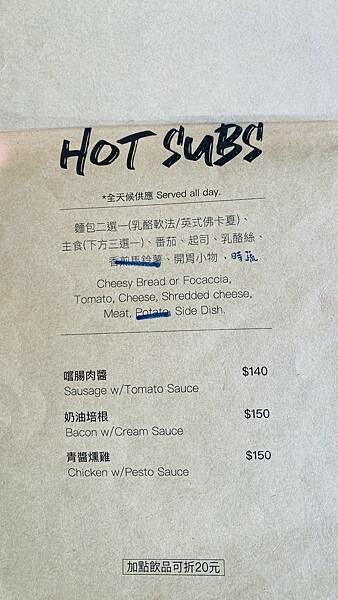 HOT SUBS
*全天候供應 Served all day.
麵包二選一(乳酪軟法/英式佛卡夏)、
主食(下方三選一)、番茄、起司、乳酪絲、
香煎馬鈴薯、開胃小物、時蔬
Cheesy Bread or Focaccia,
Tomato, Cheese, Shredded cheese,
Meat, Potato, Side Dish.
嚐腸肉醬 $140
Sausage w/Tomato Sauce
奶油培根 $150
Bacon w/Cream Sauce
青醬燻雞 $150
Chicken w/Pesto Sauce
加點飲品可折20元